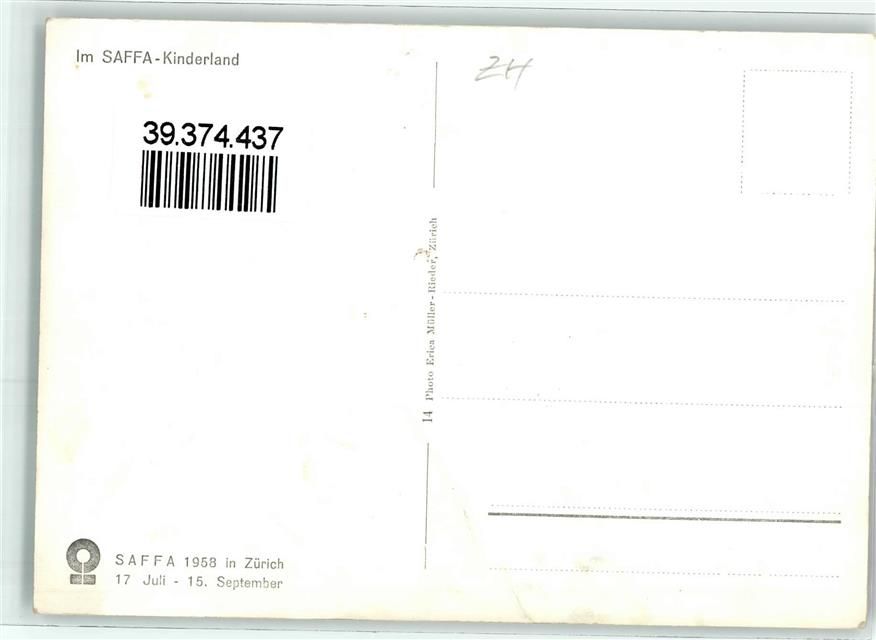 Im SAFFA-Kinderland
39.374.437
ZH
14 Photo Erica Müller-Rieder, Zürich
SAFFA 1958 in Zürich
17 Juli - 15. September